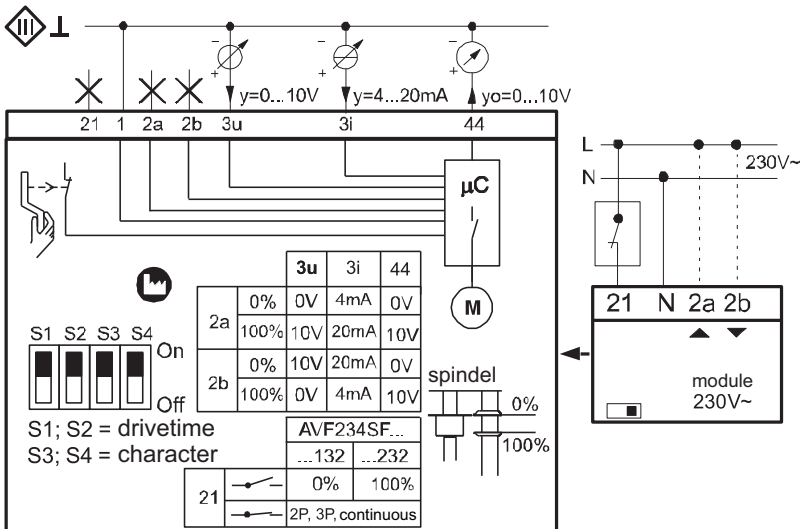 ⊥
- - -
+ + +
y=0...10V y=4...20mA yo=0...10V
21 1 2a 2b 3u 3i 44
L
N
230V~
µC
M
21 N 2a 2b
▲ ▼
module
230V~
3u 3i 44
2a 0% 0V 4mA 0V
100% 10V 20mA 10V
2b 0% 10V 20mA 0V
100% 0V 4mA 10V
S1 S2 S3 S4
On
Off
spindel
0%
100%
S1; S2 = drivetime
S3; S4 = character
AVF234SF...
...132 ...232
21 0% 100%
2P, 3P, continuous